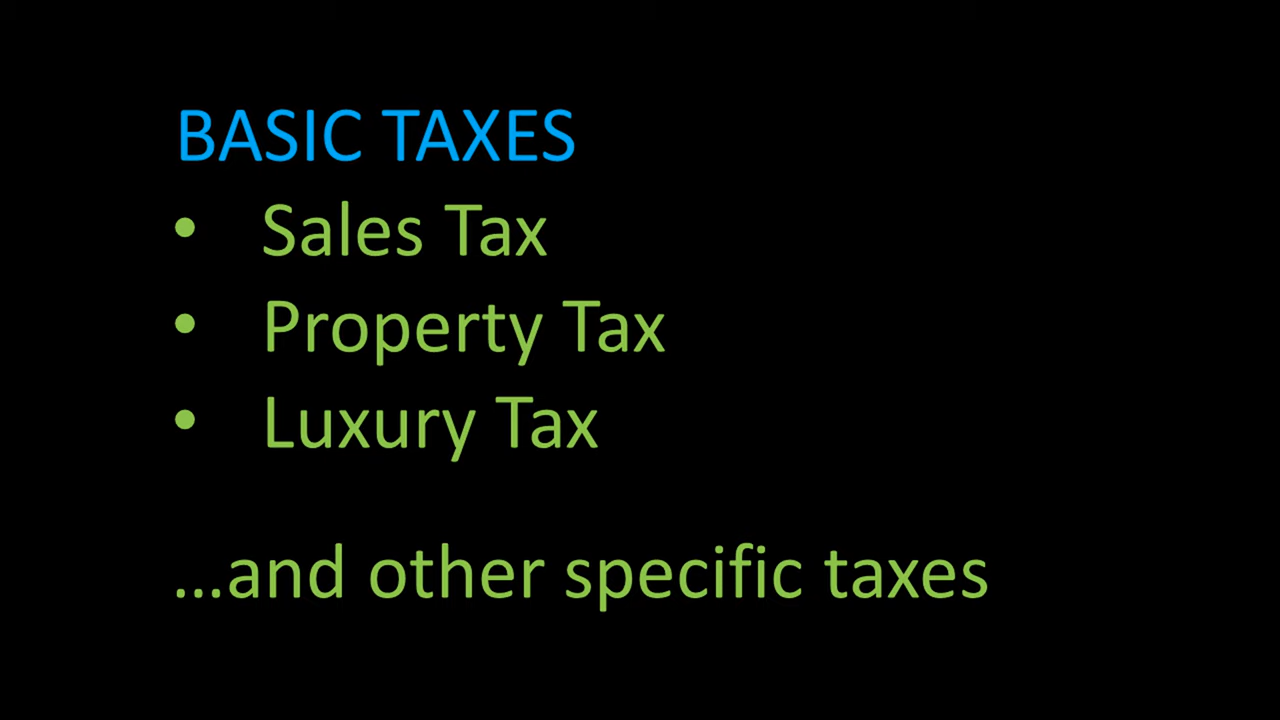 BASIC TAXES
• Sales Tax
• Property Tax
• Luxury Tax
...and other specific taxes